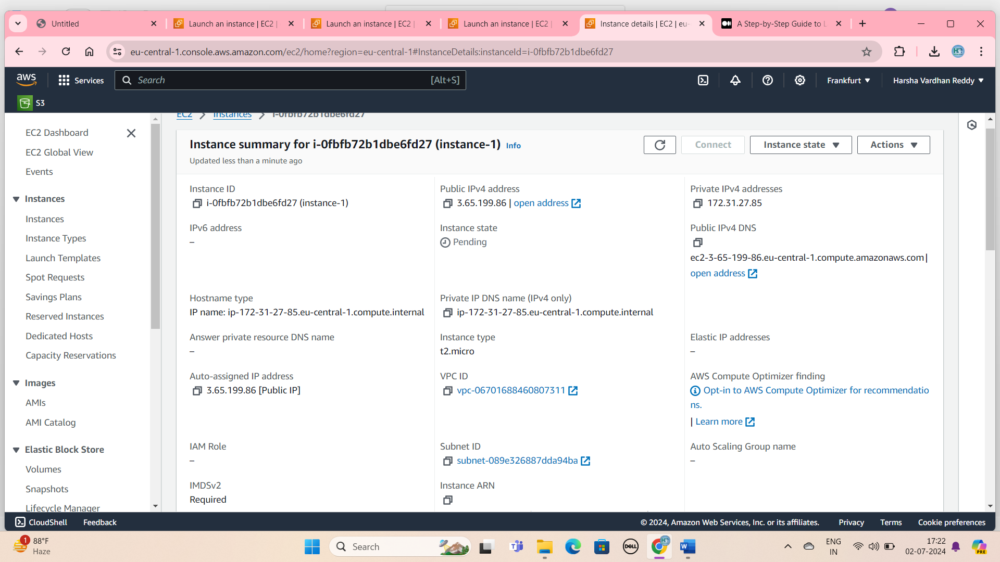 Untitled
Launch an instance | EC2 |
Launch an instance | EC2 |
Launch an instance | EC2 |
Instance details | EC2 | eu-
A Step-by-Step Guide to L
eu-central-1.console.aws.amazon.com/ec2/home?region=eu-central-1#InstanceDetails:instanceId=i-0fbfb72b1dbe6fd27
aws
Services
Search
[Alt+S]
Frankfurt
Harsha Vardhan Reddy
S3
EC2 Dashboard
EC2 Global View
Events
Instances
Instances
Instance Types
Launch Templates
Spot Requests
Savings Plans
Reserved Instances
Dedicated Hosts
Capacity Reservations
Images
AMIs
AMI Catalog
Elastic Block Store
Volumes
Snapshots
Lifecycle Manager
EC2 > Instances > i-0fbfb72b1dbe6fd27
Instance summary for i-0fbfb72b1dbe6fd27 (instance-1) Info
Updated less than a minute ago
Connect
Instance state
Actions
Instance ID
i-0fbfb72b1dbe6fd27 (instance-1)
Public IPv4 address
3.65.199.86 | open address
Private IPv4 addresses
172.31.27.85
IPv6 address
–
Instance state
Pending
Public IPv4 DNS
ec2-3-65-199-86.eu-central-1.compute.amazonaws.com |
open address
Hostname type
IP name: ip-172-31-27-85.eu-central-1.compute.internal
Private IP DNS name (IPv4 only)
ip-172-31-27-85.eu-central-1.compute.internal
Answer private resource DNS name
–
Instance type
t2.micro
Elastic IP addresses
–
Auto-assigned IP address
3.65.199.86 [Public IP]
VPC ID
vpc-06701688460807311
AWS Compute Optimizer finding
Opt-in to AWS Compute Optimizer for recommendatio
ns.
| Learn more
IAM Role
–
Subnet ID
subnet-089e326887dda94ba
Auto Scaling Group name
–
IMDSv2
Required
Instance ARN
CloudShell
Feedback
© 2024, Amazon Web Services, Inc. or its affiliates.
Privacy
Terms
Cookie preferences
1
88°F
Haze
Search
DELL
W
ENG
IN
17:22
02-07-2024
PRE